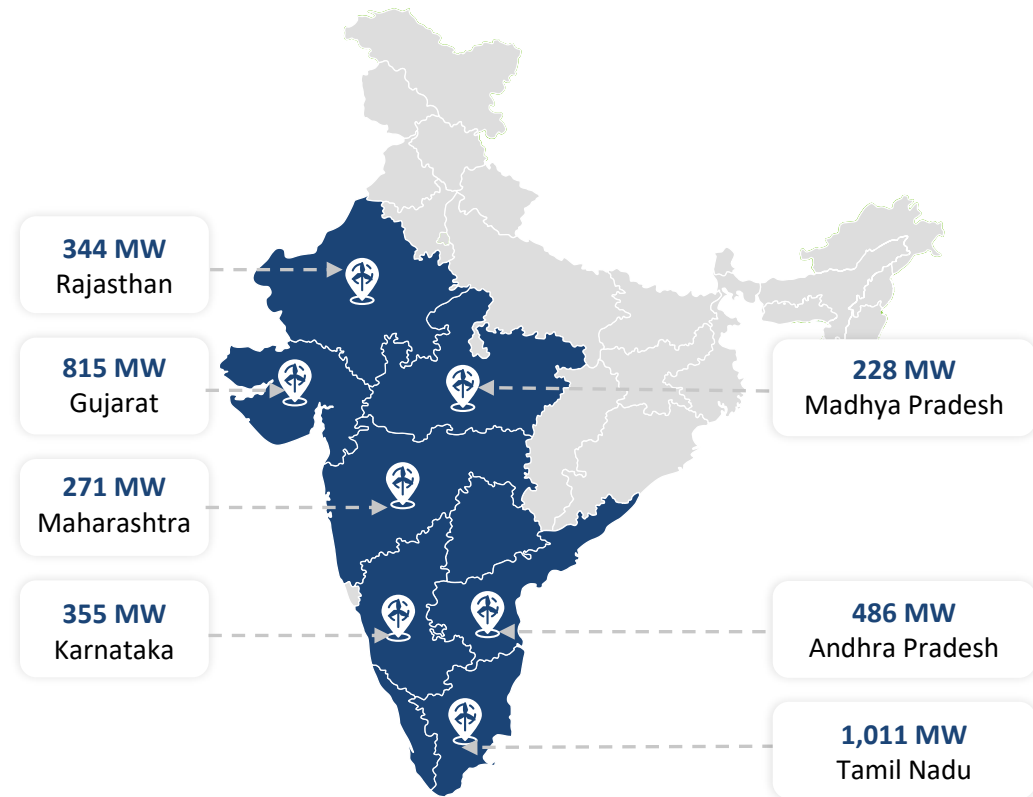 344 MW
Rajasthan
815 MW
Gujarat
228 MW
Madhya Pradesh
271 MW
Maharashtra
355 MW
Karnataka
486 MW
Andhra Pradesh
1,011 MW
Tamil Nadu